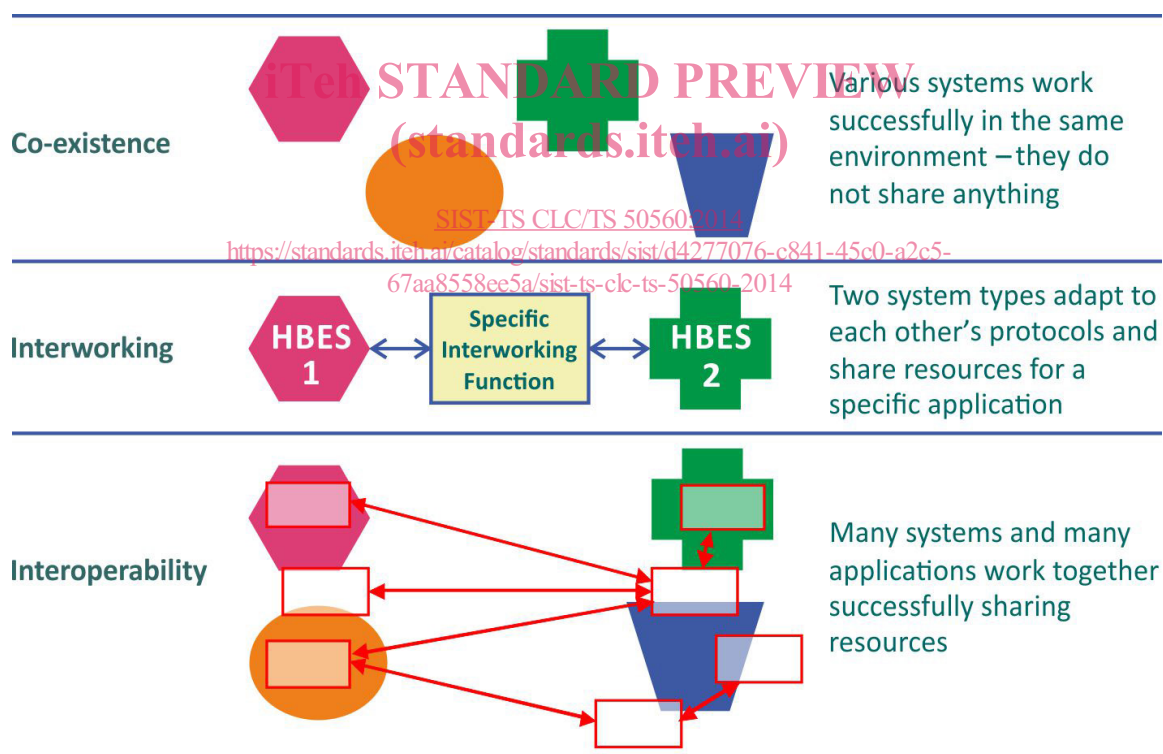 iTeh STANDARD PREVIEW
(standards.iteh.ai)
SIST-TS CLC/TS 50560:2014
https://standards.iteh.ai/catalog/standards/sist/d4277076-c841-45c0-a2c5-
67aa8558ee5a/sist-ts-clc-ts-50560-2014
Co-existence
Various systems work
successfully in the same
environment – they do
not share anything
Interworking
HBES
1
Specific
Interworking
Function
HBES
2
Two system types adapt to
each other's protocols and
share resources for a
specific application
Interoperability
Many systems and many
applications work together
successfully sharing
resources